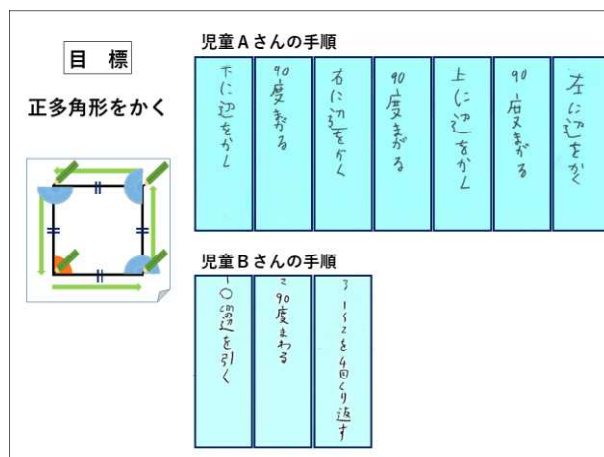 目 標
正多角形をかく
児童Aさんの手順
下に辺をかく
90度まがる
右に辺をかく
90度まがる
上に辺をかく
90度まがる
左に辺をかく
児童Bさんの手順
1 〇cmの辺を引く
2 90度まわる
3 1〜2を4回くり返す